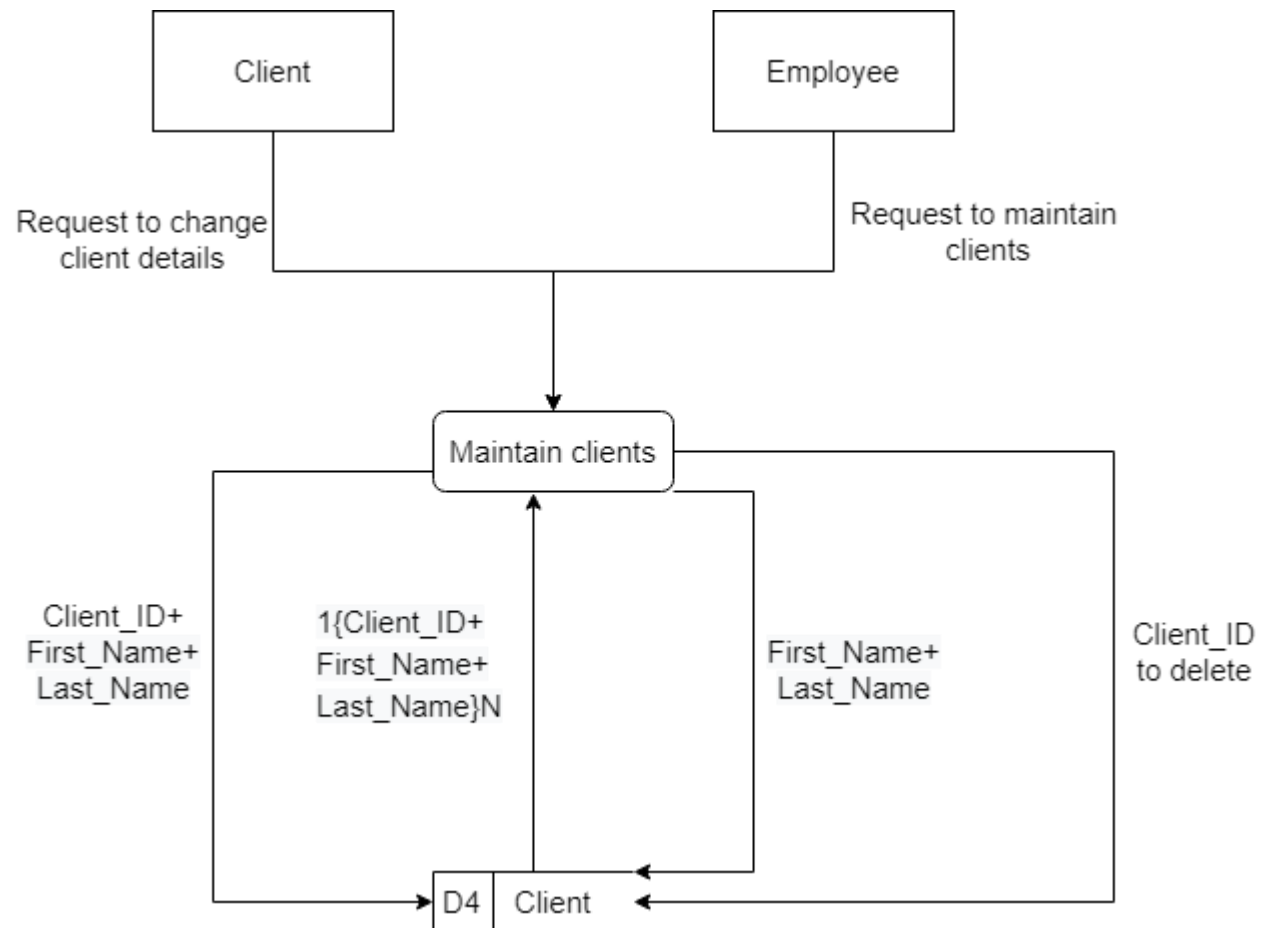 Client
Employee
Request to change
client details
Request to maintain
clients
Maintain clients
Client_ID+
First_Name+
Last_Name
1{Client_ID+
First_Name+
Last_Name}N
First_Name+
Last_Name
Client_ID
to delete
D4
Client